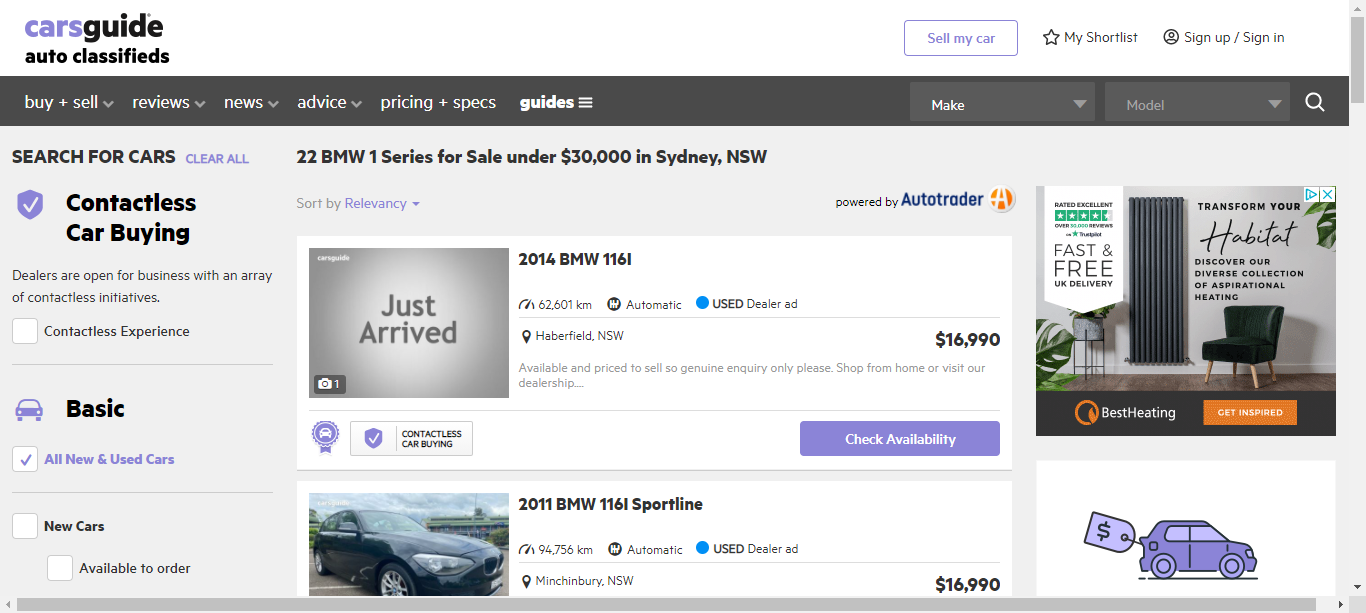 carsguide
auto classifieds
Sell my car
My Shortlist
Sign up / Sign in
buy + sell
reviews
news
advice
pricing + specs
guides
Make
Model
SEARCH FOR CARS
CLEAR ALL
Contactless
Car Buying
Dealers are open for business with an array
of contactless initiatives.
Contactless Experience
Basic
All New & Used Cars
New Cars
Available to order
22 BMW 1 Series for Sale under $30,000 in Sydney, NSW
Sort by Relevancy
powered by Autotrader
carsguide
Just
Arrived
1
2014 BMW 116I
62,601 km
Automatic
USED Dealer ad
Haberfield, NSW
$16,990
Available and priced to sell so genuine enquiry only please. Shop from home or visit our
dealership....
CONTACTLESS
CAR BUYING
Check Availability
carsguide
2011 BMW 116I Sportline
94,756 km
Automatic
USED Dealer ad
Minchinbury, NSW
$16,990
RATED EXCELLENT
OVER 30,000 REVIEWS
on Trustpilot
FAST &
FREE
UK DELIVERY
TRANSFORM YOUR
Habitat
DISCOVER OUR
DIVERSE COLLECTION
OF ASPIRATIONAL
HEATING
BestHeating
GET INSPIRED
$